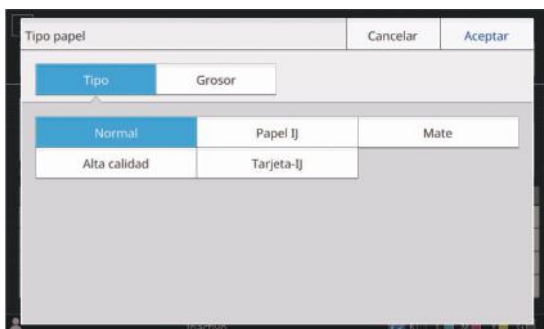 Tipo papel Cancelar Aceptar
Tipo Grosor
Normal Papel IJ Mate
Alta calidad Tarjeta-IJ